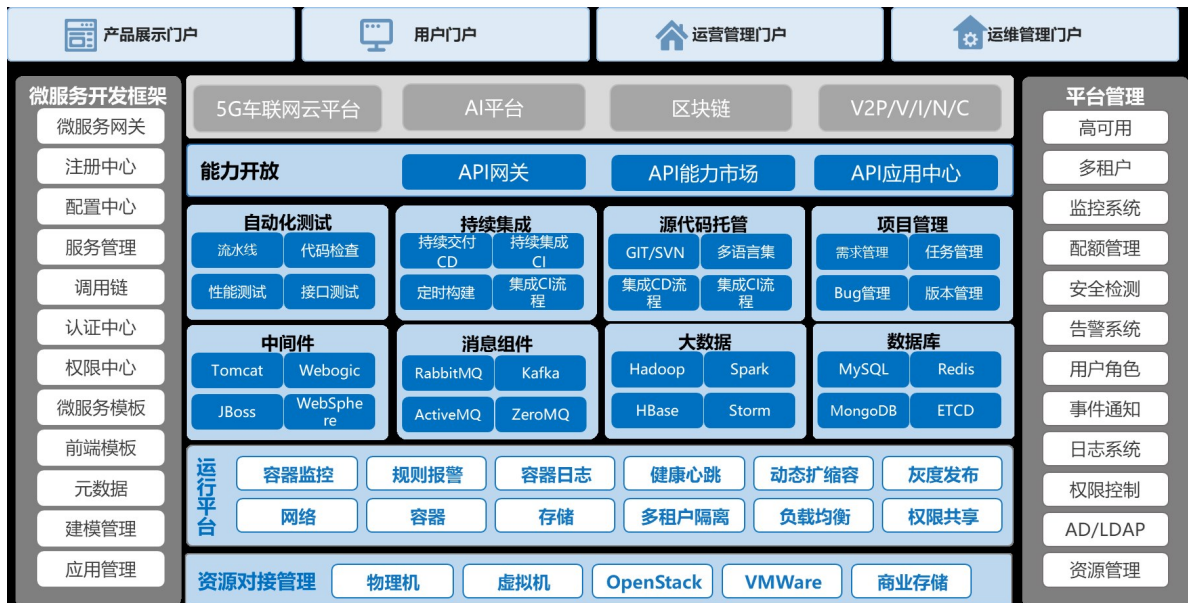 产品展示门户
用户门户
运营管理门户
运维管理门户
微服务开发框架
微服务网关
注册中心
配置中心
服务管理
调用链
认证中心
权限中心
微服务模板
前端模板
元数据
建模管理
应用管理
5G车联网云平台
AI平台
区块链
V2P/V/I/N/C
能力开放
API网关
API能力市场
API应用中心
自动化测试
流水线
代码检查
性能测试
接口测试
持续集成
持续交付
CD
持续集成
CI
定时构建
集成CI流
程
源代码托管
GIT/SVN
多语言集
集成CD流
程
集成CI流
程
项目管理
需求管理
任务管理
Bug管理
版本管理
中间件
Tomcat
Webogic
JBoss
WebSphe
re
消息组件
RabbitMQ
Kafka
ActiveMQ
ZeroMQ
大数据
Hadoop
Spark
HBase
Storm
数据库
MySQL
Redis
MongoDB
ETCD
运行平台
容器监控
规则报警
容器日志
健康心跳
动态扩缩容
灰度发布
网络
容器
存储
多租户隔离
负载均衡
权限共享
资源对接管理
物理机
虚拟机
OpenStack
VMWare
商业存储
平台管理
高可用
多租户
监控系统
配额管理
安全检测
告警系统
用户角色
事件通知
日志系统
权限控制
AD/LDAP
资源管理